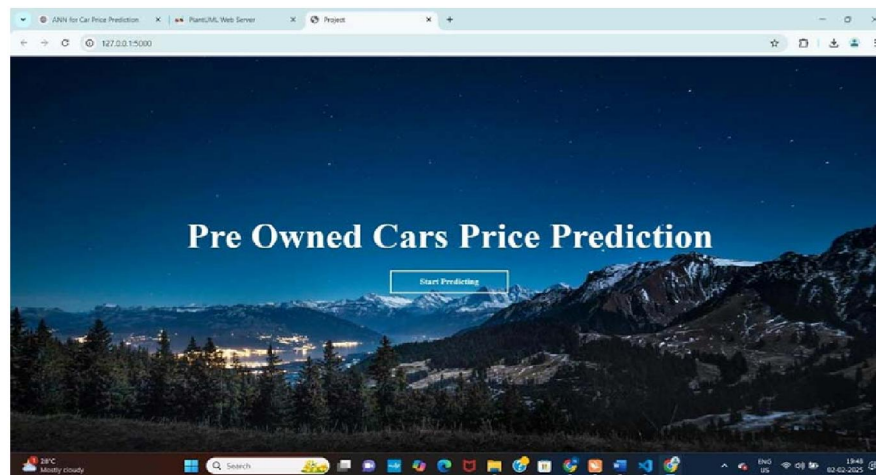 ANN for Car Price Prediction
PlantUML Web Server
Project
127.0.0.1:5000
Pre Owned Cars Price Prediction
Start Predicting
28°C
Mostly cloudy
Search
ENG
US
19:48
02-02-2025